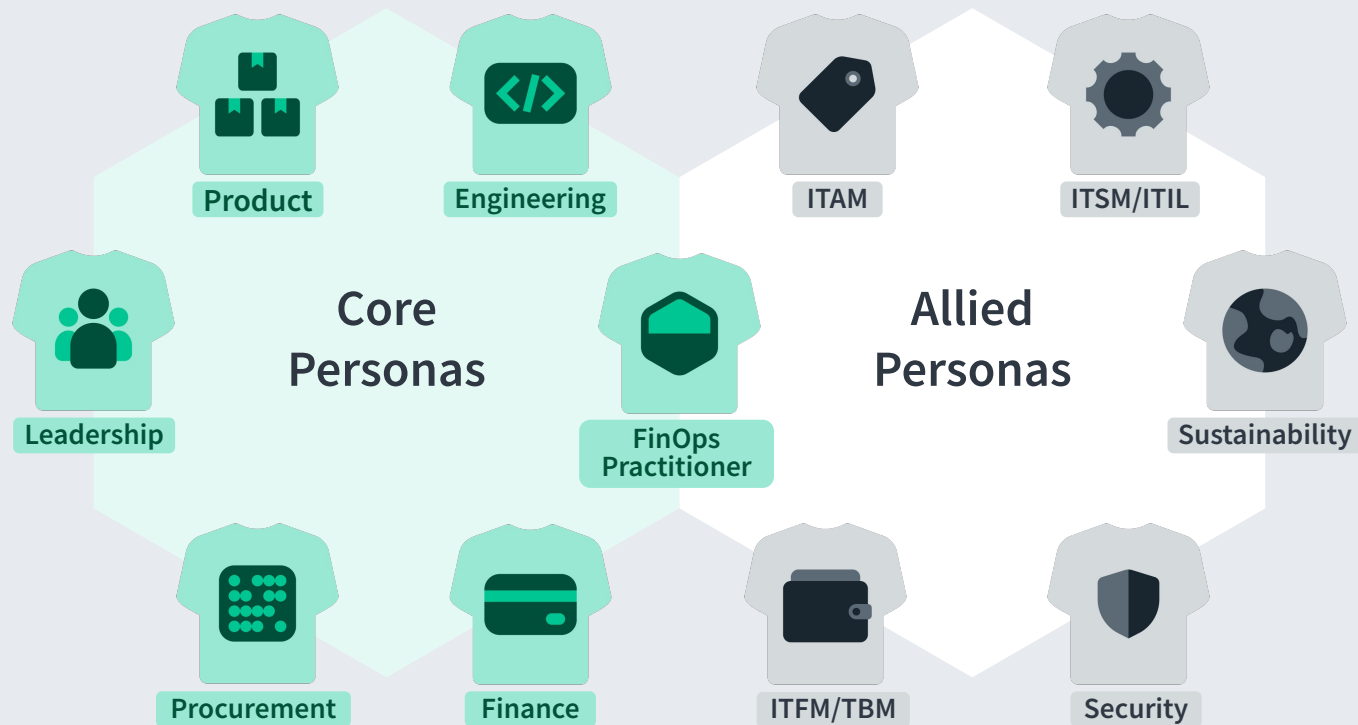 Product
Engineering
ITAM
ITSM/ITIL
Core
Personas
Allied
Personas
Leadership
FinOps
Practitioner
Sustainability
Procurement
Finance
ITFM/TBM
Security